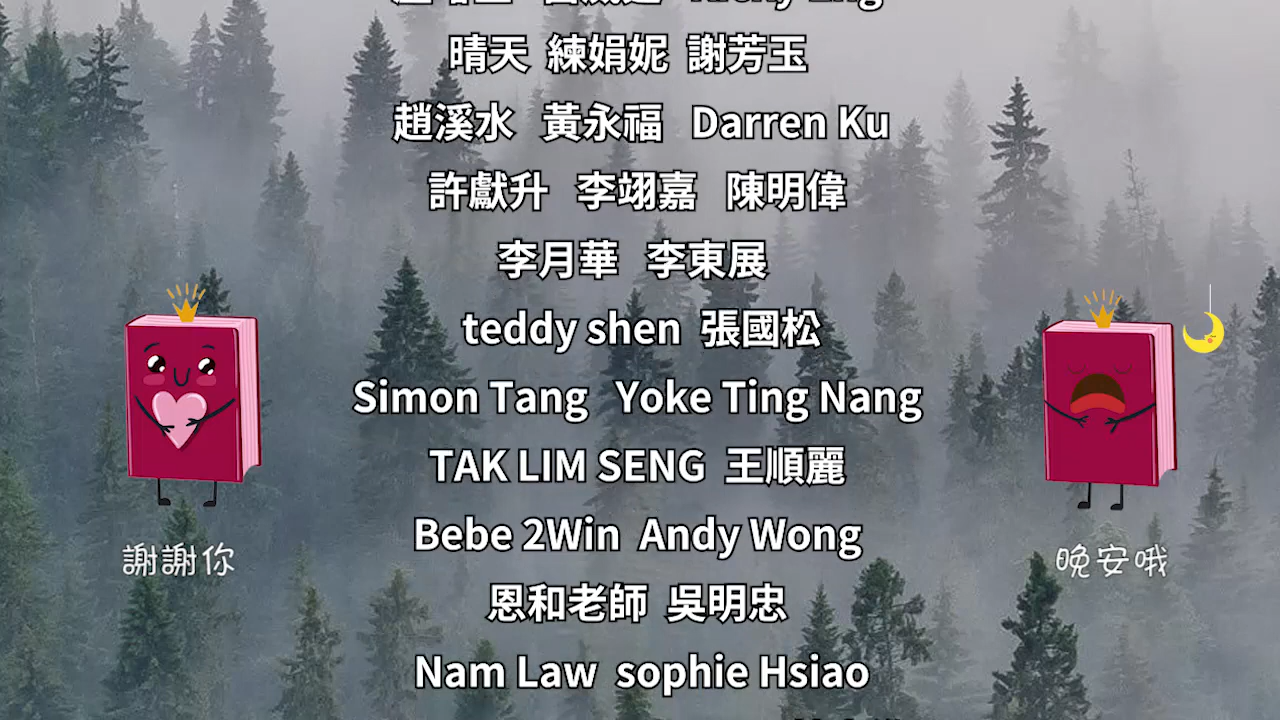 晴天 練娟妮 謝芳玉
趙溪水 黃永福 Darren Ku
許獻升 李翊嘉 陳明偉
李月華 李東展
teddy shen 張國松
Simon Tang Yoke Ting Nang
TAK LIM SENG 王順麗
Bebe 2Win Andy Wong
恩和老師 吳明忠
Nam Law sophie Hsiao
謝謝你
晚安哦